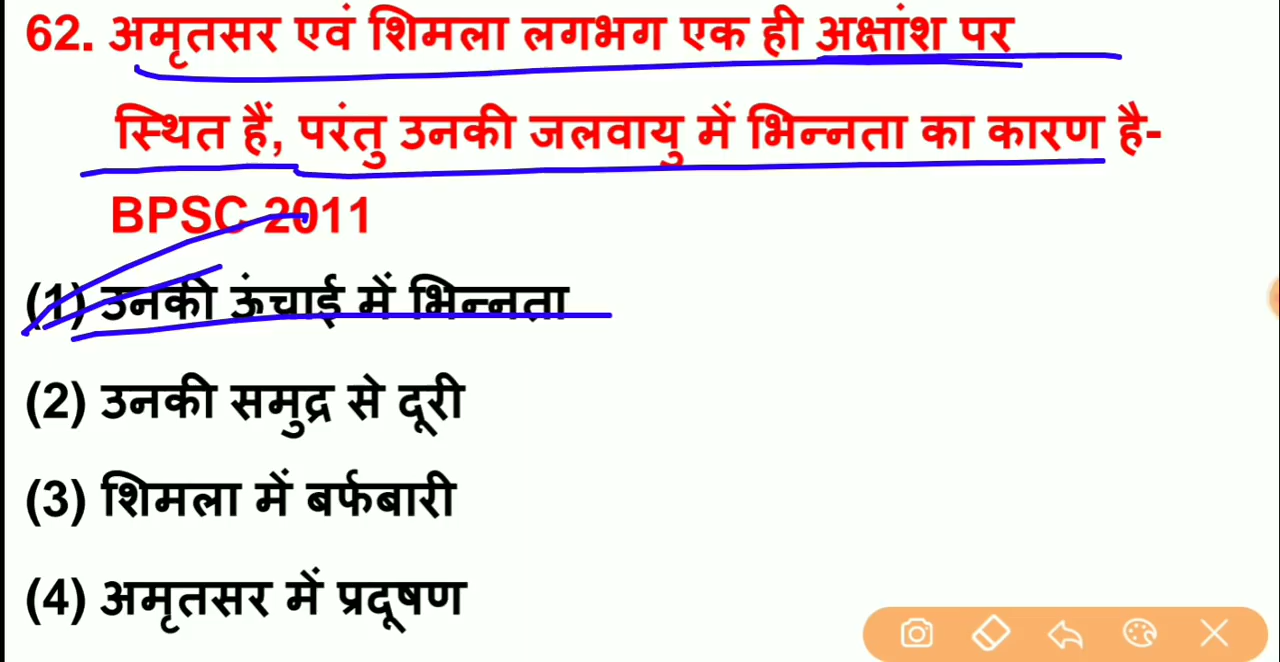 62. अमृतसर एवं शिमला लगभग एक ही अक्षांश पर
स्थित हैं, परंतु उनकी जलवायु में भिन्नता का कारण है-
BPSC 2011
(1) उनकी ऊंचाई में भिन्नता
(2) उनकी समुद्र से दूरी
(3) शिमला में बर्फबारी
(4) अमृतसर में प्रदूषण